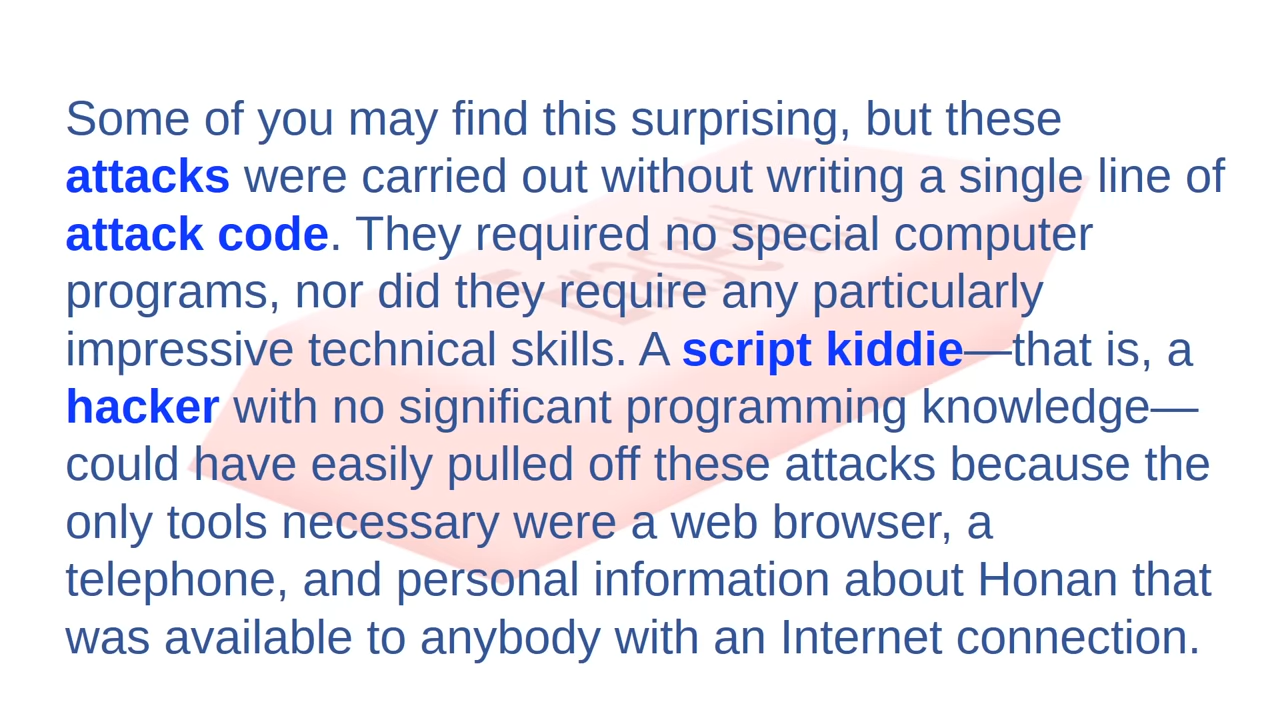 Some of you may find this surprising, but these
attacks were carried out without writing a single line of
attack code. They required no special computer
programs, nor did they require any particularly
impressive technical skills. A script kiddie—that is, a
hacker with no significant programming knowledge—
could have easily pulled off these attacks because the
only tools necessary were a web browser, a
telephone, and personal information about Honan that
was available to anybody with an Internet connection.